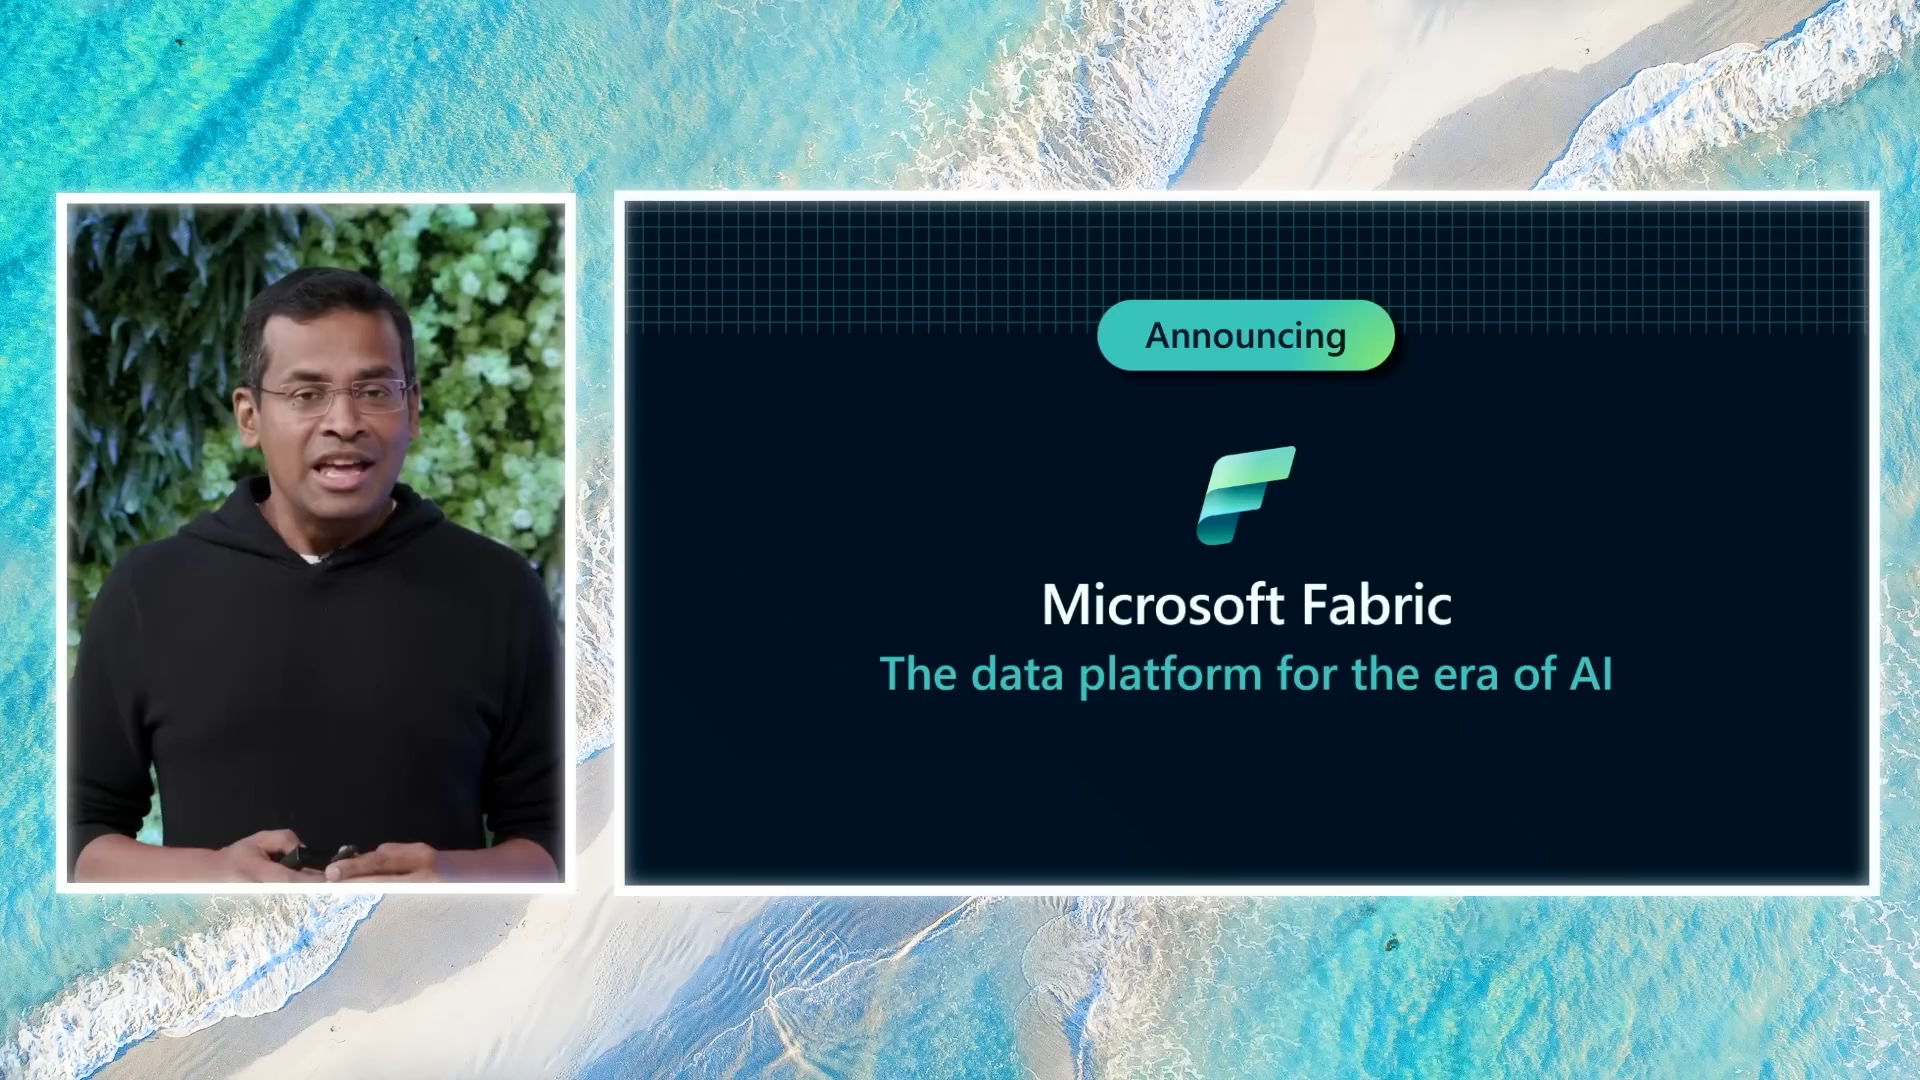 Announcing
Microsoft Fabric
The data platform for the era of AI